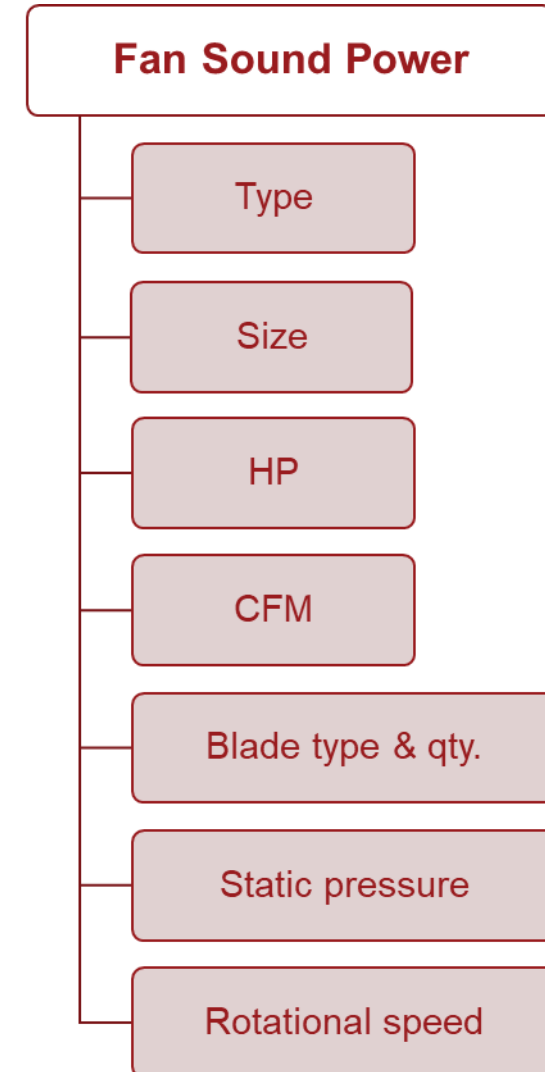 Fan Sound Power
Type
Size
HP
CFM
Blade type & qty.
Static pressure
Rotational speed